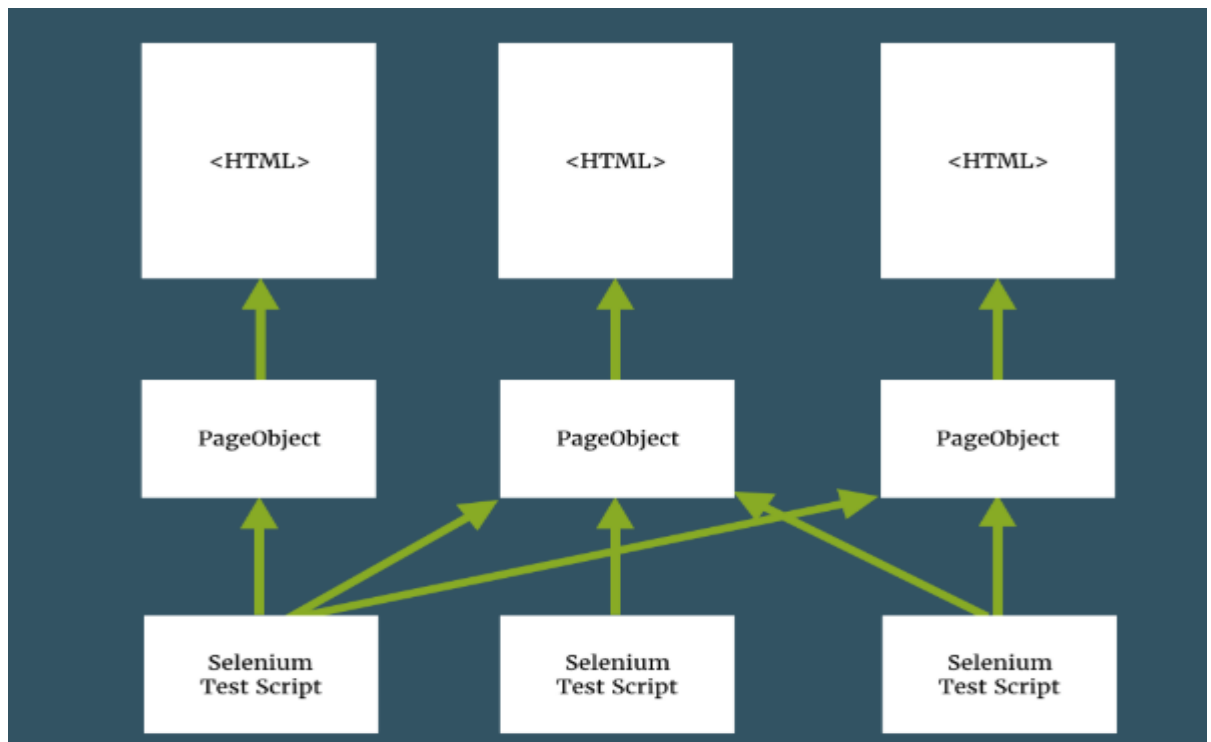 <HTML>
<HTML>
<HTML>
PageObject
PageObject
PageObject
Selenium
Test Script
Selenium
Test Script
Selenium
Test Script